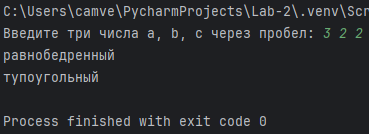 C:\Users\camve\PycharmProjects\Lab-2\.venv\Scr
Введите три числа a, b, c через пробел: 3 2 2
равнобедренный
тупоугольный
Process finished with exit code 0